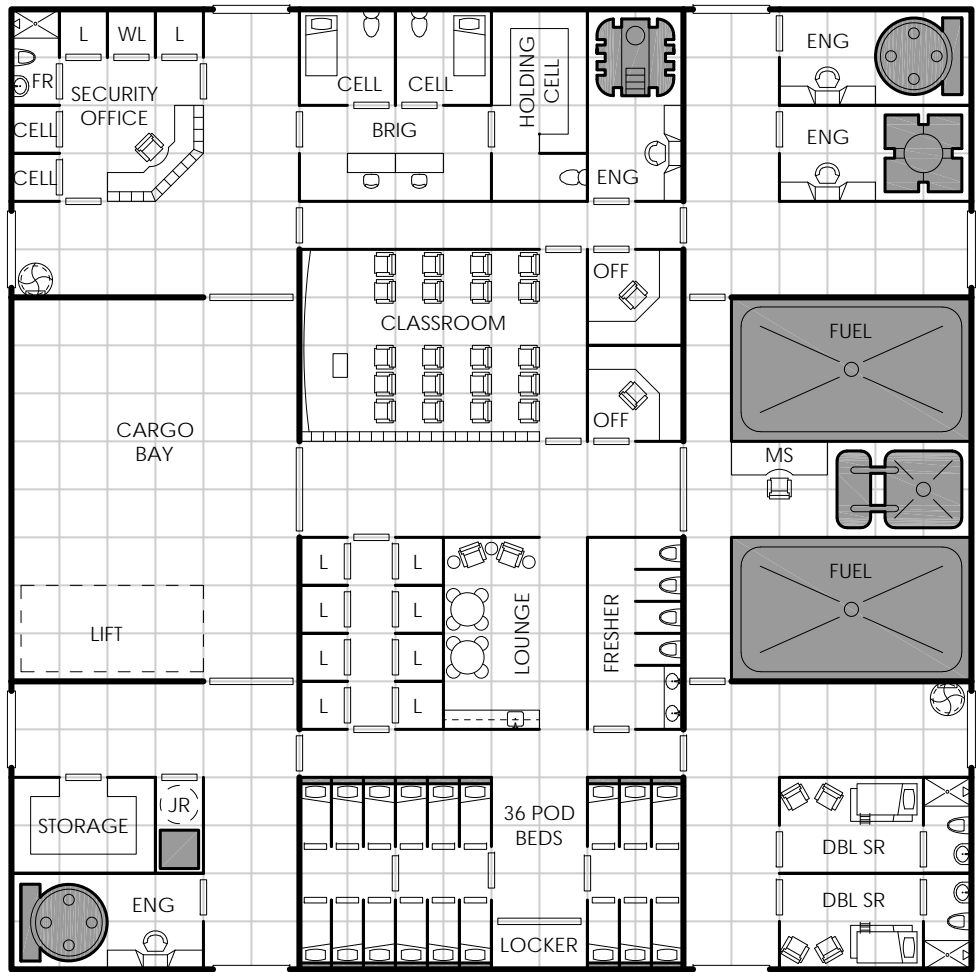 L
WL
L
FR
SECURITY
OFFICE
CELL
CELL
CELL
CELL
BRIG
HOLDING
CELL
ENG
ENG
ENG
OFF
CLASSROOM
OFF
FUEL
CARGO
BAY
MS
L
L
L
L
L
L
L
L
LOUNGE
FRESHER
FUEL
LIFT
STORAGE
JR
36 POD
BEDS
DBL SR
ENG
LOCKER
DBL SR